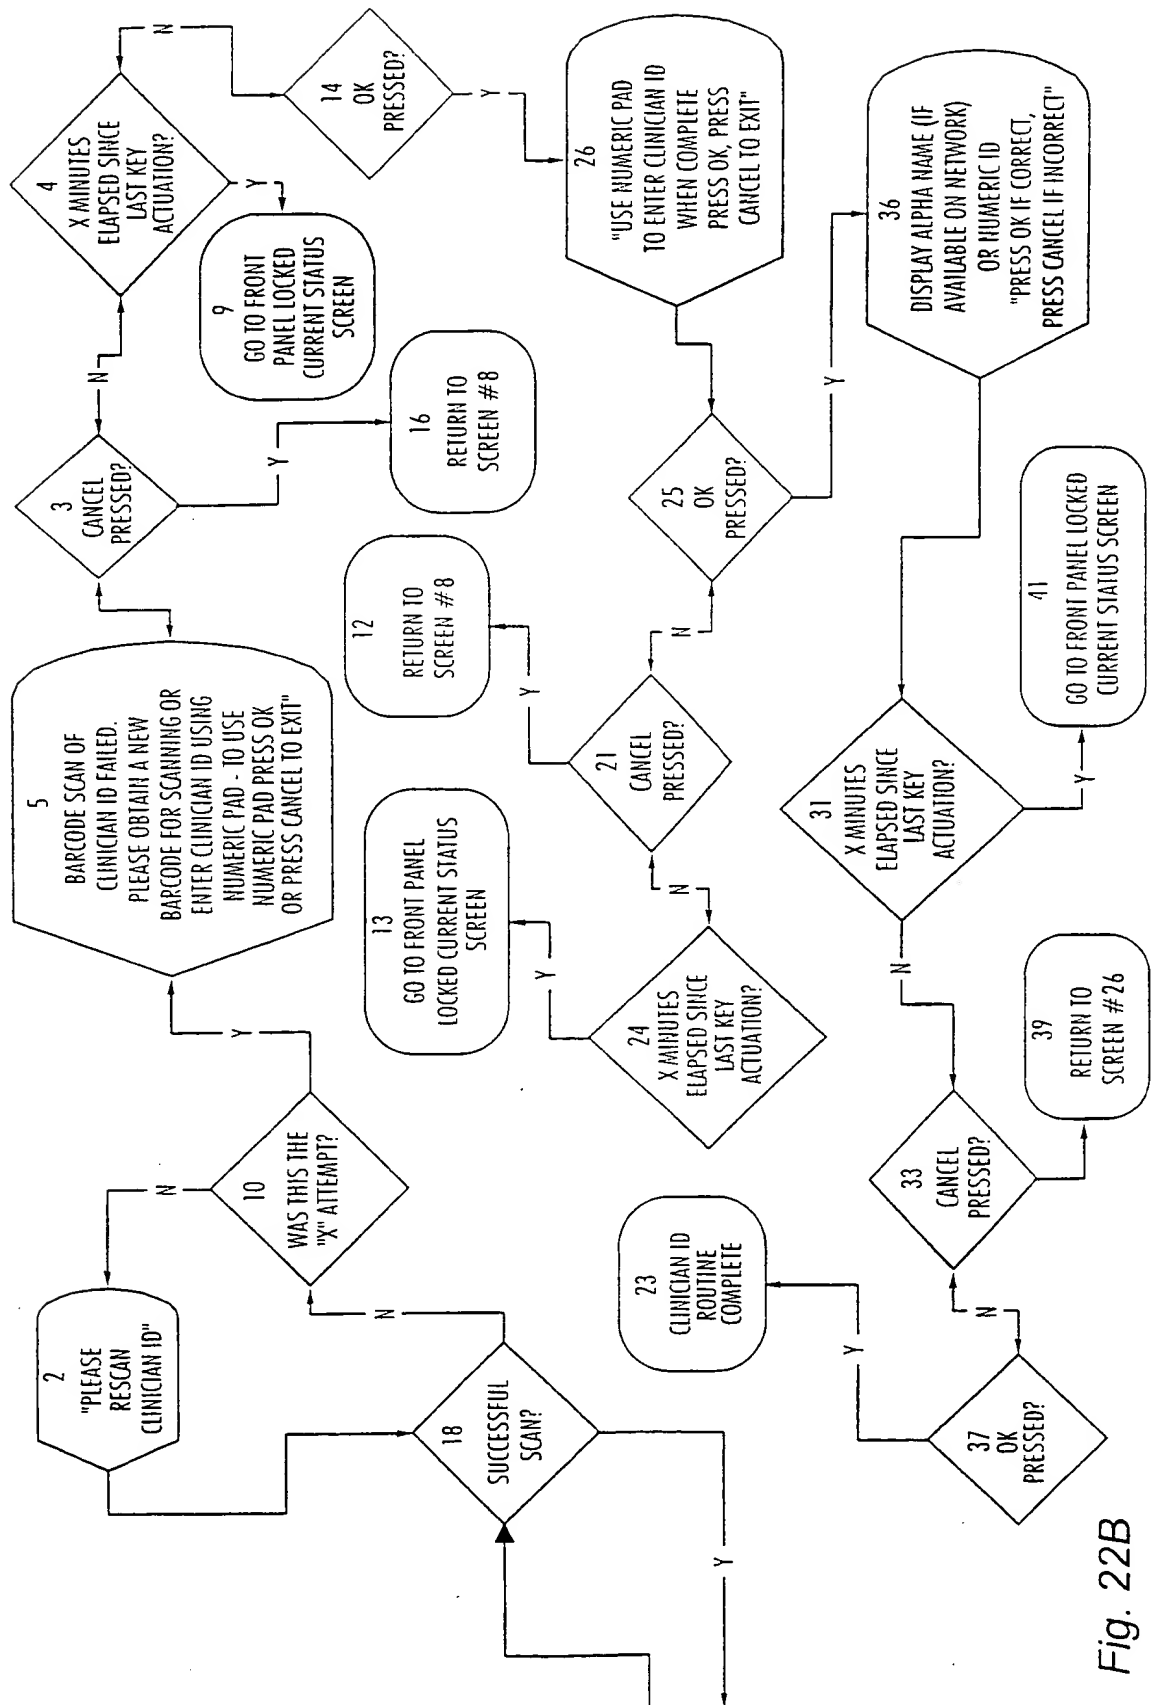 2
"PLEASE
RESCAN
CLINICIAN ID"
N
10
WAS THIS THE
"X" ATTEMPT?
Y
5
BARCODE SCAN OF
CLINICIAN ID FAILED.
PLEASE OBTAIN A NEW
BARCODE FOR SCANNING OR
ENTER CLINICIAN ID USING
NUMERIC PAD - TO USE
NUMERIC PAD PRESS OK
OR PRESS CANCEL TO EXIT"
3
CANCEL
PRESSED?
N
Y
4
X MINUTES
ELAPSED SINCE
LAST KEY
ACTUATION?
N
Y
9
GO TO FRONT
PANEL LOCKED
CURRENT STATUS
SCREEN
16
RETURN TO
SCREEN #8
14
OK
PRESSED?
Y
18
SUCCESSFUL
SCAN?
N
Y
13
GO TO FRONT PANEL
LOCKED CURRENT STATUS
SCREEN
Y
12
RETURN TO
SCREEN #8
Y
24
X MINUTES
ELAPSED SINCE
LAST KEY
ACTUATION?
N
21
CANCEL
PRESSED?
N
25
OK
PRESSED?
Y
26
"USE NUMERIC PAD
TO ENTER CLINICIAN ID
WHEN COMPLETE
PRESS OK, PRESS
CANCEL TO EXIT"
23
CLINICIAN ID
ROUTINE
COMPLETE
Y
37
OK
PRESSED?
N
33
CANCEL
PRESSED?
N
31
X MINUTES
ELAPSED SINCE
LAST KEY
ACTUATION?
Y
36
DISPLAY ALPHA NAME (IF
AVAILABLE ON NETWORK)
OR NUMERIC ID
"PRESS OK IF CORRECT,
PRESS CANCEL IF INCORRECT"
39
RETURN TO
SCREEN #26
41
GO TO FRONT PANEL LOCKED
CURRENT STATUS SCREEN
Fig. 22B